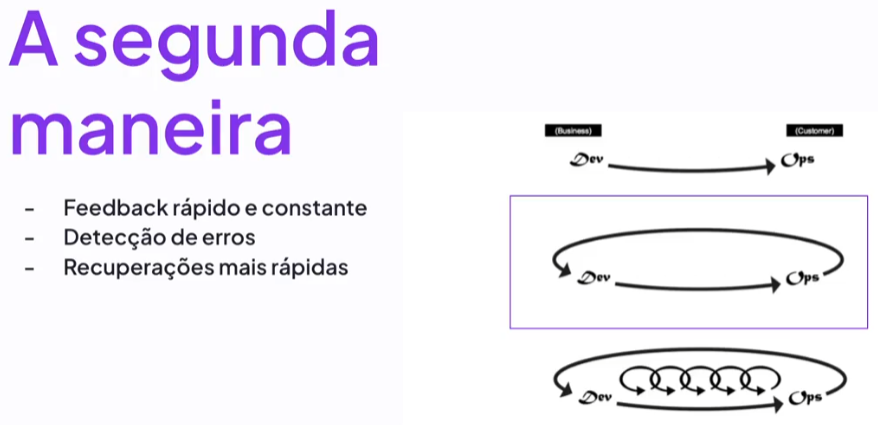 A segunda
maneira
- Feedback rápido e constante
- Detecção de erros
- Recuperações mais rápidas
(Business) (Customer)
Dev Ops
Dev Ops
Dev Ops